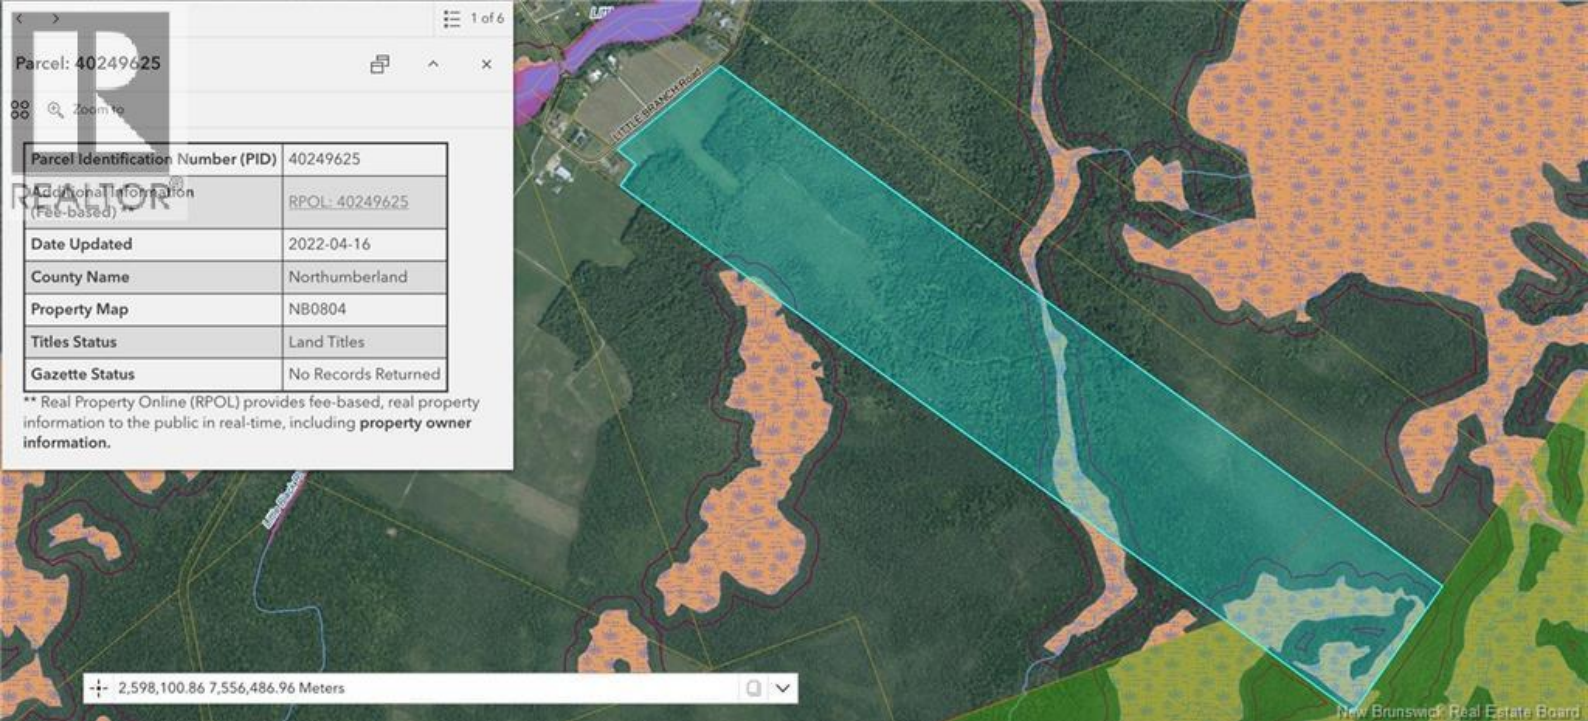 1 of 6
Parcel: 40249625
Zoom to
Parcel Identification Number (PID) 40249625
Additional Information (Fee-based) ** RPOL: 40249625
Date Updated 2022-04-16
County Name Northumberland
Property Map NB0804
Titles Status Land Titles
Gazette Status No Records Returned
** Real Property Online (RPOL) provides fee-based, real property
information to the public in real-time, including property owner
information.
REALTOR®
LITTLE BRANCH Road
2,598,100.86 7,556,486.96 Meters
New Brunswick Real Estate Board